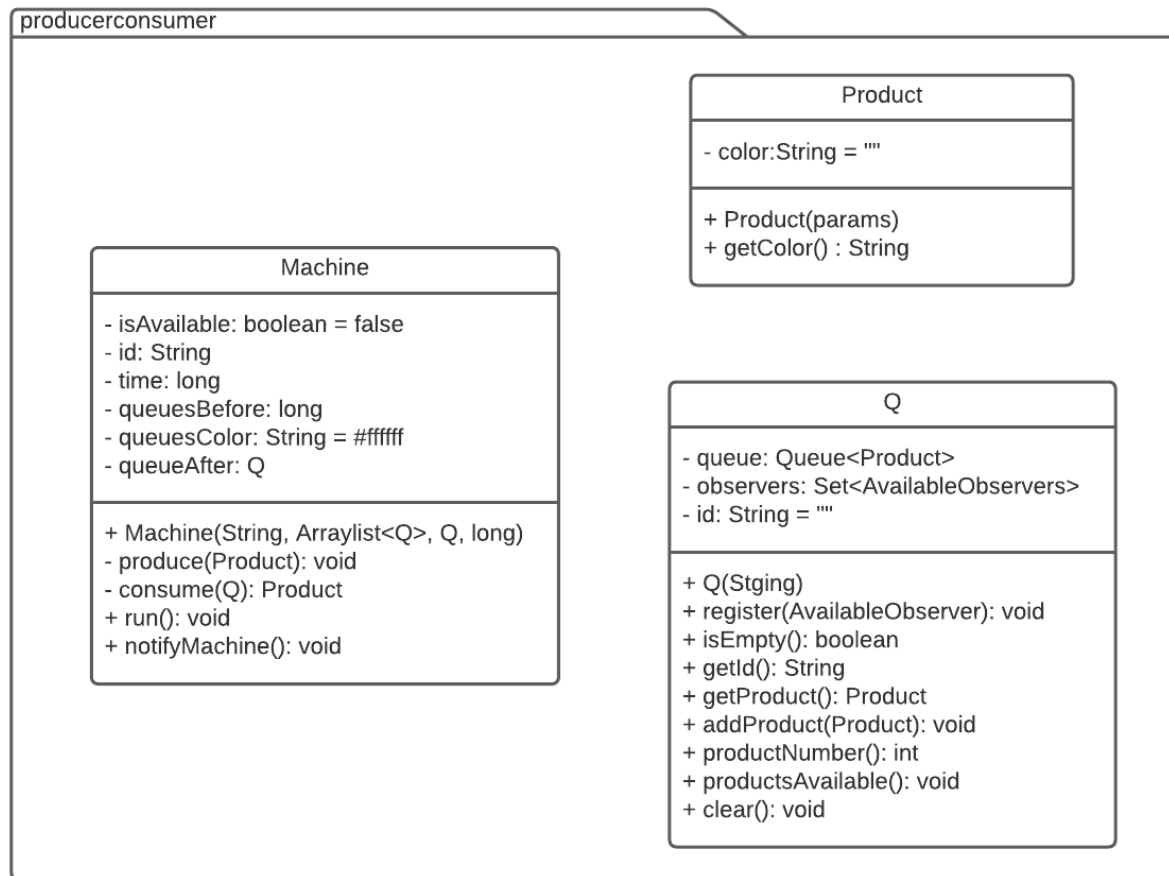 producerconsumer
Product
- color:String = ""
+ Product(params)
+ getColor() : String
Machine
- isAvailable: boolean = false
- id: String
- time: long
- queuesBefore: long
- queuesColor: String = #ffffff
- queueAfter: Q
+ Machine(String, Arraylist<Q>, Q, long)
- produce(Product): void
- consume(Q): Product
+ run(): void
+ notifyMachine(): void
Q
- queue: Queue<Product>
- observers: Set<AvailableObservers>
- id: String = ""
+ Q(Stging)
+ register(AvailableObserver): void
+ isEmpty(): boolean
+ getId(): String
+ getProduct(): Product
+ addProduct(Product): void
+ productNumber(): int
+ productsAvailable(): void
+ clear(): void